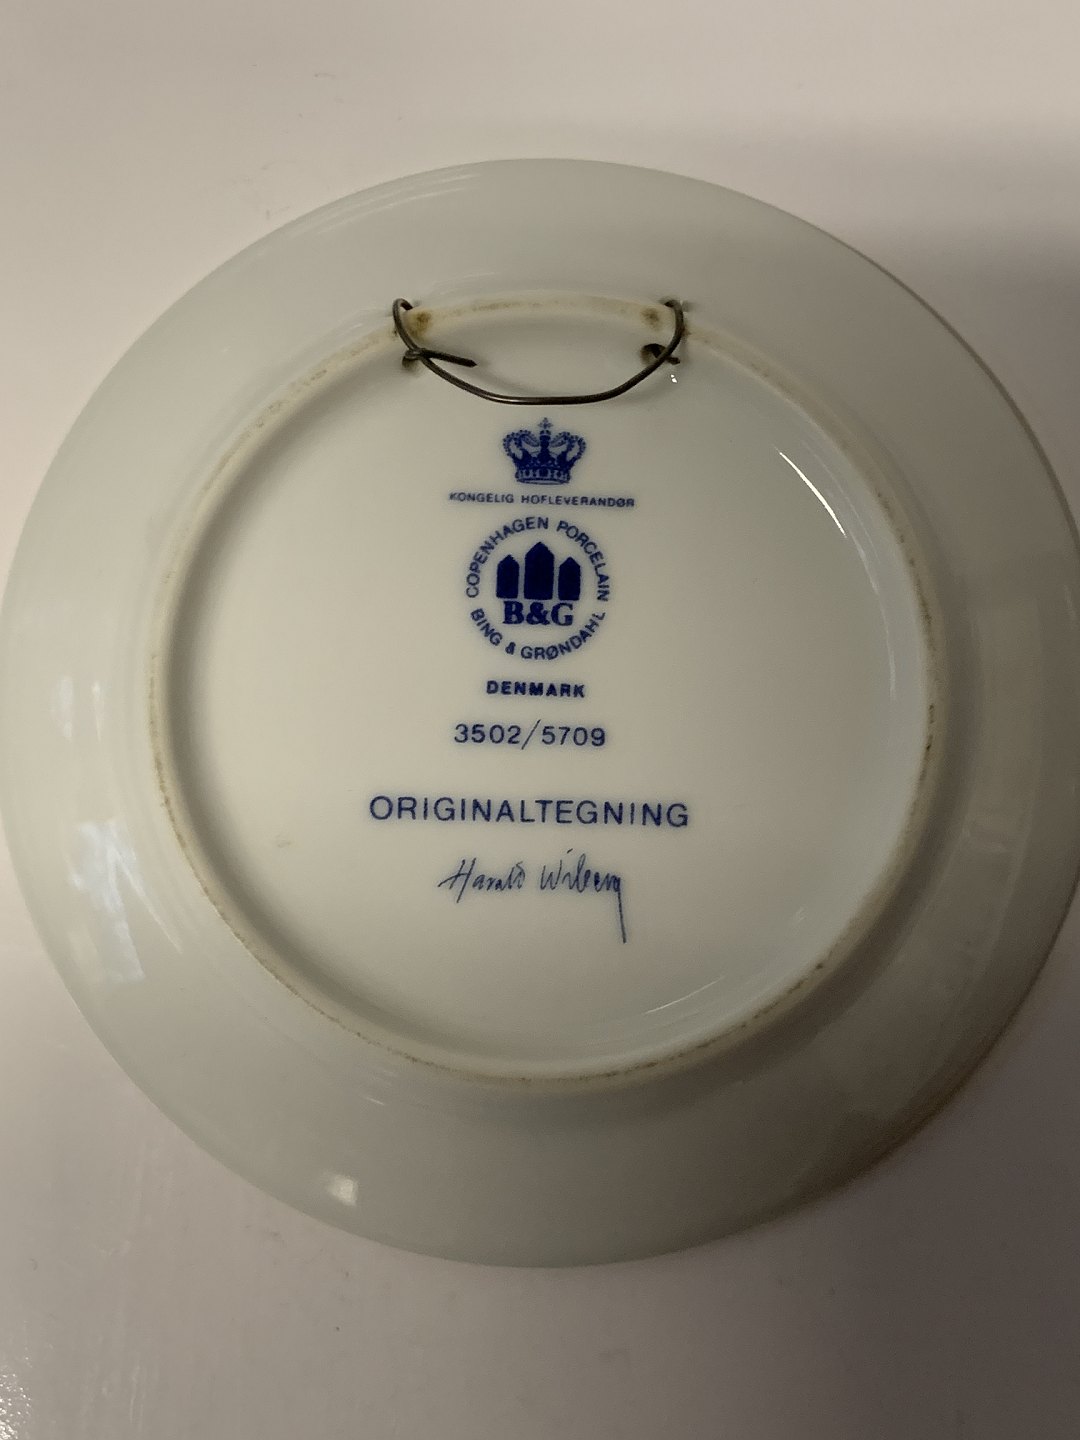 KONGELIG HOFLEVERANDØR
COPENHAGEN PORCELAIN
B&G
BING & GRØNDAHL
DENMARK
3502/5709
ORIGINALTEGNING
Harald Wiberg